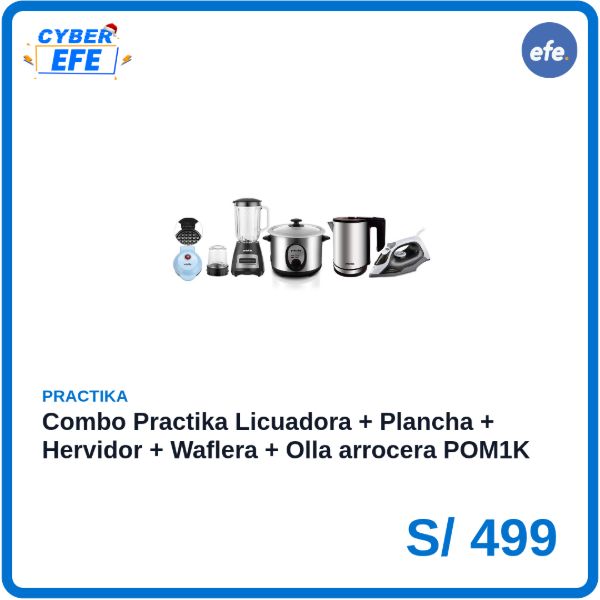 CYBER
EFE
efe.
PRACTIKA
Combo Practika Licuadora + Plancha +
Hervidor + Waflera + Olla arrocera POM1K
S/ 499